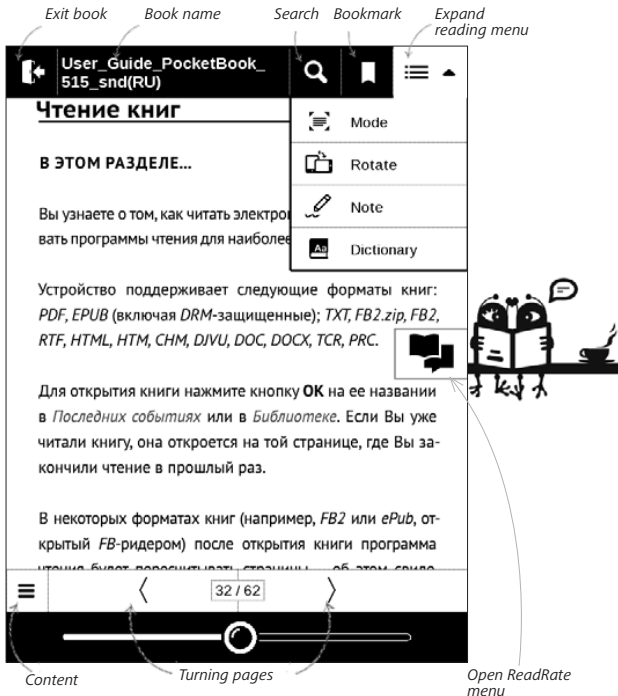 Exit book
Book name
Search
Bookmark
Expand
reading menu
User_Guide_PocketBook_
515_snd(RU)
Mode
Rotate
Note
Aa
Dictionary
Чтение книг
В ЭТОМ РАЗДЕЛЕ...
Вы узнаете о том, как читать
вать программы чтения для наиболее
Устройство поддерживает следующие форматы книг:
PDF, EPUB (включая DRM-защищенные); TXT, FB2.zip, FB2,
RTF, HTML, HTM, CHM, DJVU, DOC, DOCX, TCR, PRC.
Для открытия книги нажмите кнопку OK на ее названии
в Последних событиях или в Библиотеке. Если Вы уже
читали книгу, она откроется на той странице, где Вы за-
кончили чтение в прошлый раз.
В некоторых форматах книг (например, FB2 или ePub, от-
крытый FB-ридером) после открытия книги программа
32 / 62
Content
Turning pages
Open ReadRate
menu